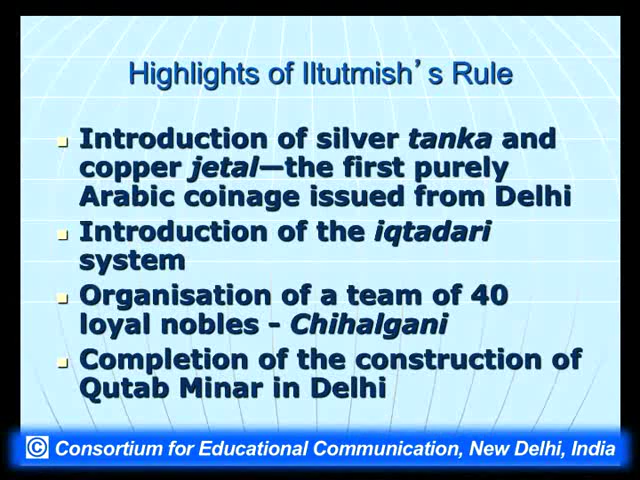 Highlights of Iltutmish's Rule
Introduction of silver tanka and
copper jetal—the first purely
Arabic coinage issued from Delhi
Introduction of the iqtadari
system
Organisation of a team of 40
loyal nobles - Chihalgani
Completion of the construction of
Qutab Minar in Delhi
© Consortium for Educational Communication, New Delhi, India